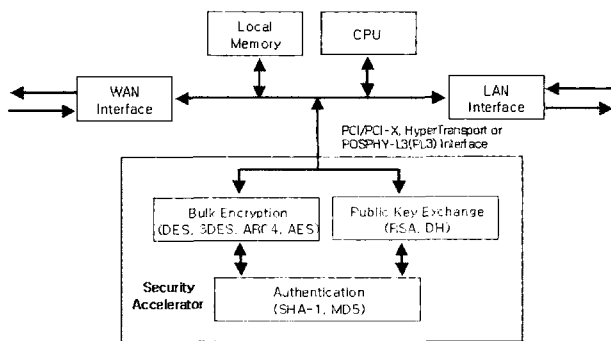 Local
Memory
CPU
WAN
Interface
LAN
Interface
PCI/PCI-X, HyperTransport or
POSPHY-L3(PL3) Interface
Bulk Encryption
(DES, 3DES, ARC4, AES)
Public Key Exchange
(RSA, DH)
Security
Accelerator
Authentication
(SHA-1, MD5)